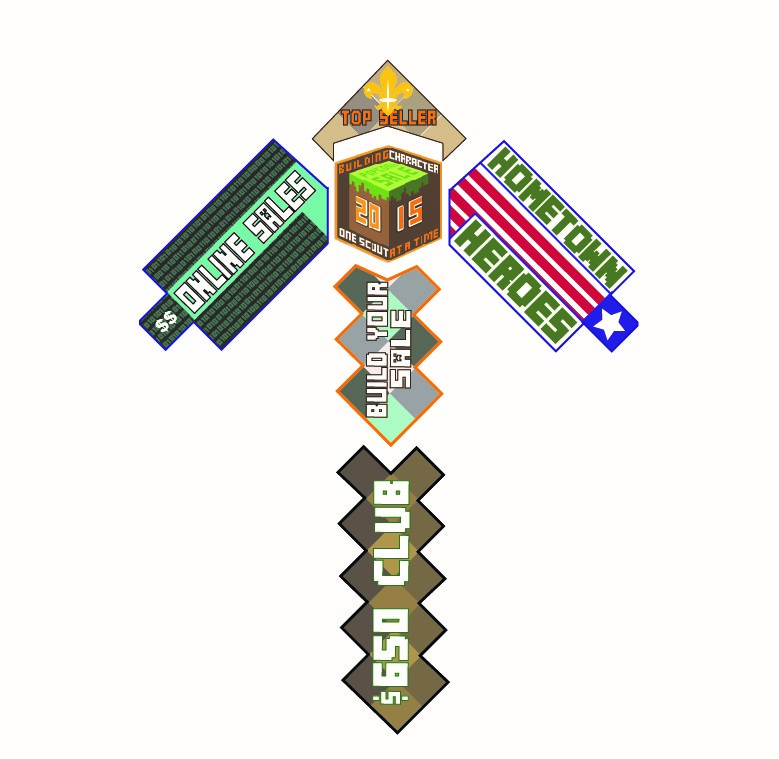 TOP SELLER
BUILDING CHARACTER
2015
ONE SCOUT AT A TIME
$$ ONLINE SALES
HOMETOWN
HEROES
BUILD YOUR
SALE
$650 CLUB